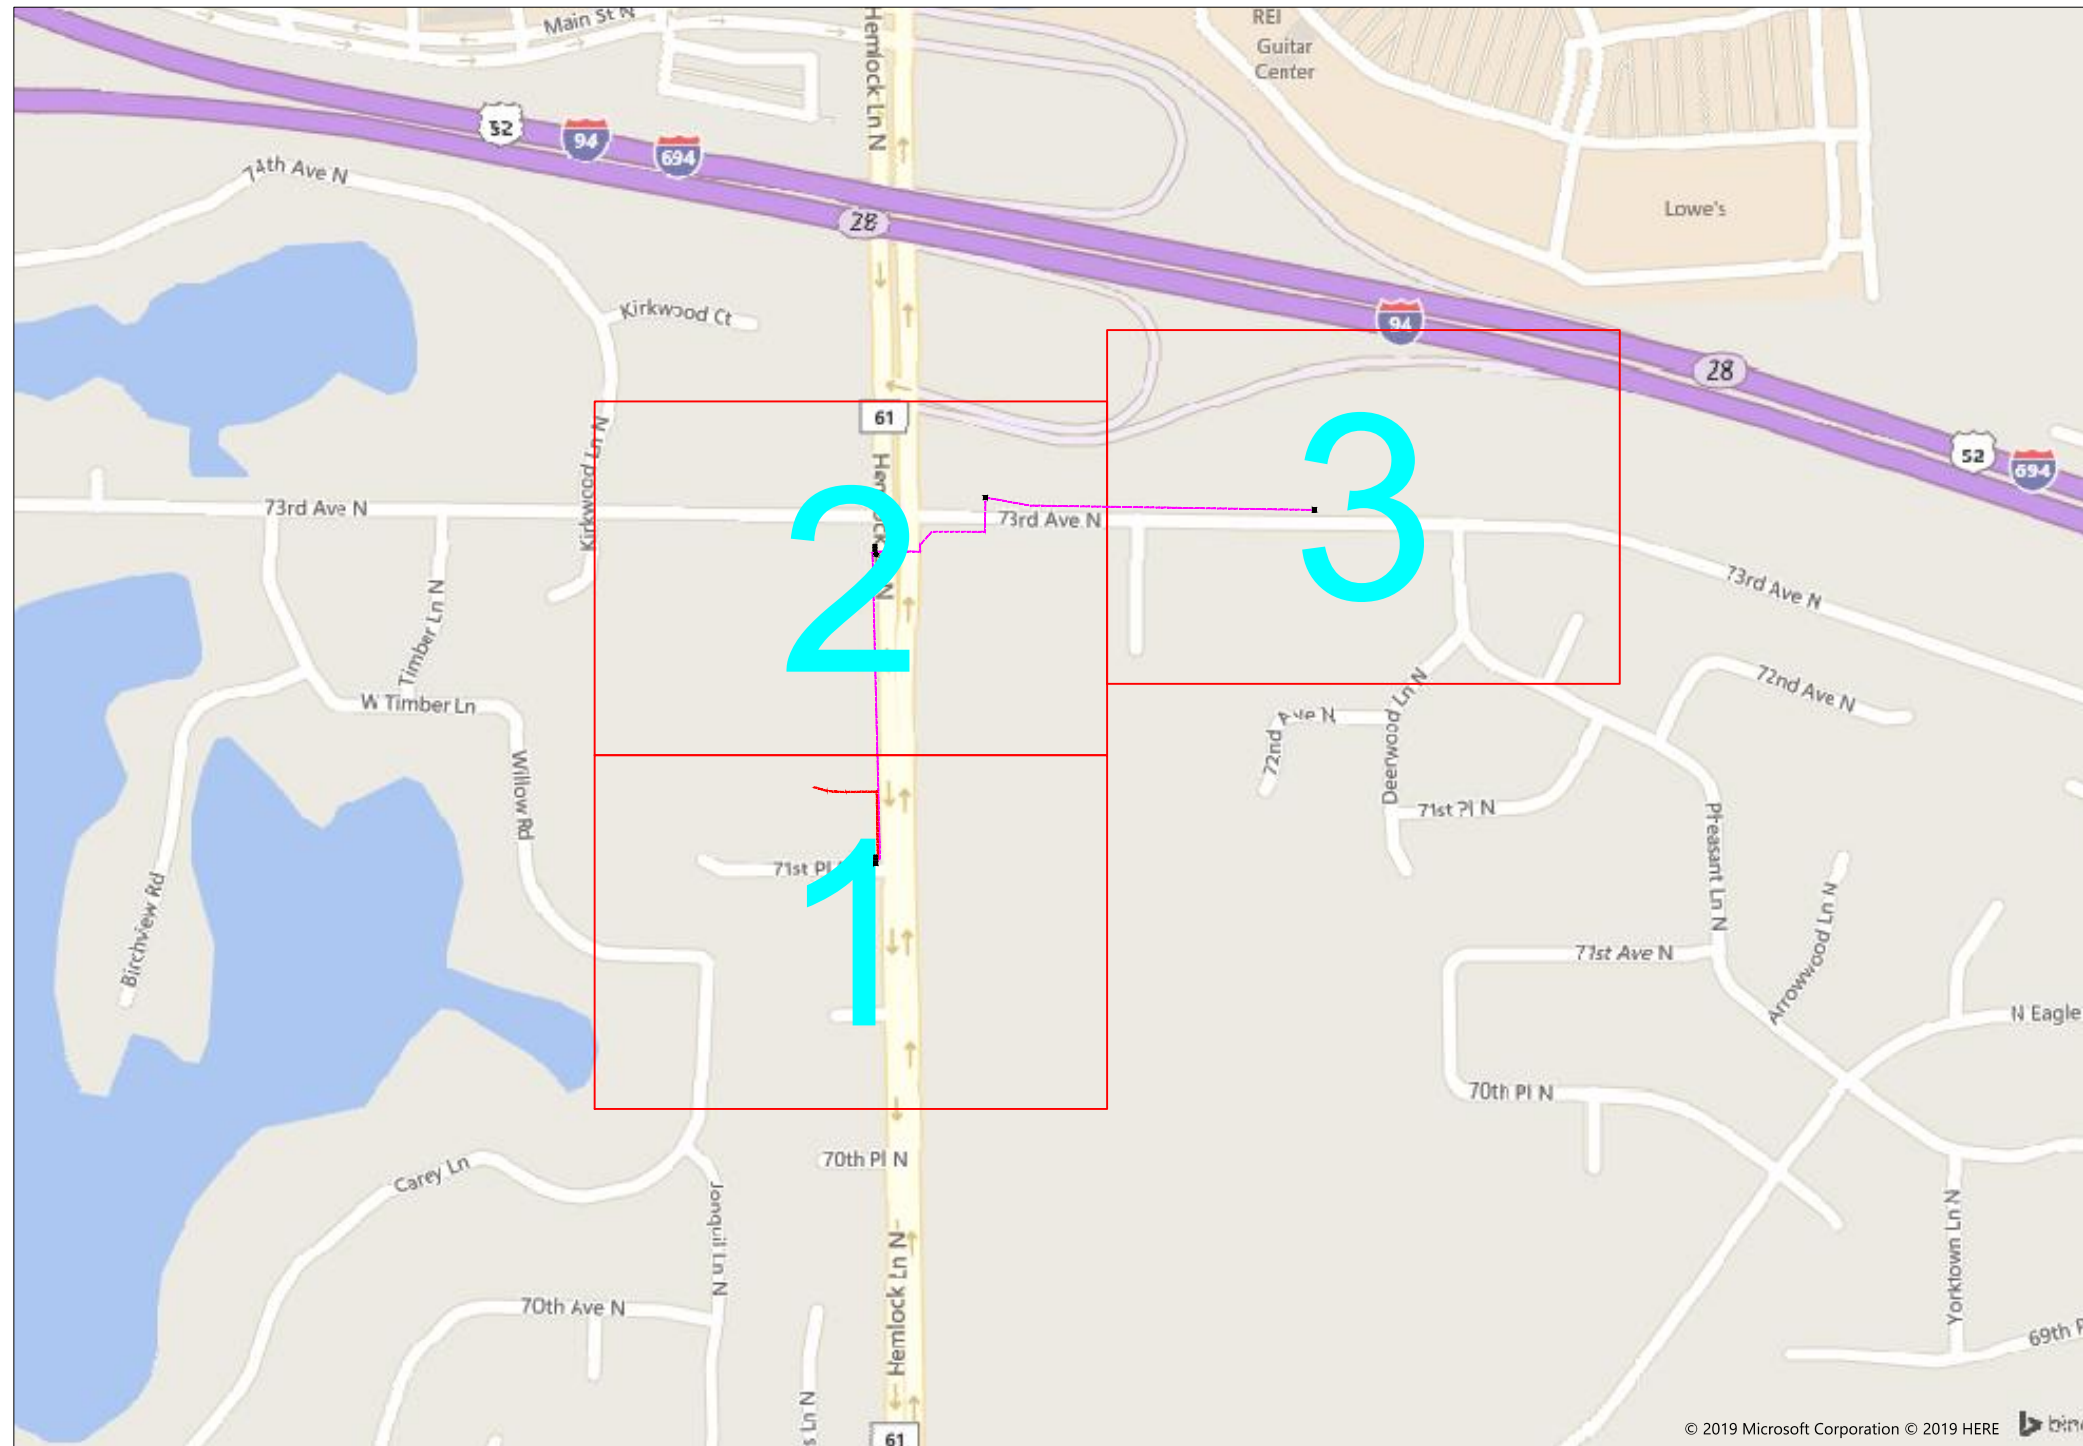 Main St N
Hemlock Ln N
REI
Guitar
Center
52
94
694
74th Ave N
28
Lowe's
Kirkwood Ct
94
28
61
Kirkwood Ln N
52
694
2
3
73rd Ave N
73rd Ave N
73rd Ave N
Timber Ln N
W Timber Ln
72nd Ave N
72nd Ave N
Deerwood Ln N
Willow Rd
71st Pl N
Pheasant Ln N
71st Pl
1
Birchview Rd
Arrowwood Ln N
71st Ave N
N Eagle
70th Pl N
70th Pl N
Carey Ln
Jonquil Ln N
Yorktown Ln N
Hemlock Ln N
70th Ave N
69th P
s Ln N
61
© 2019 Microsoft Corporation © 2019 HERE
bin